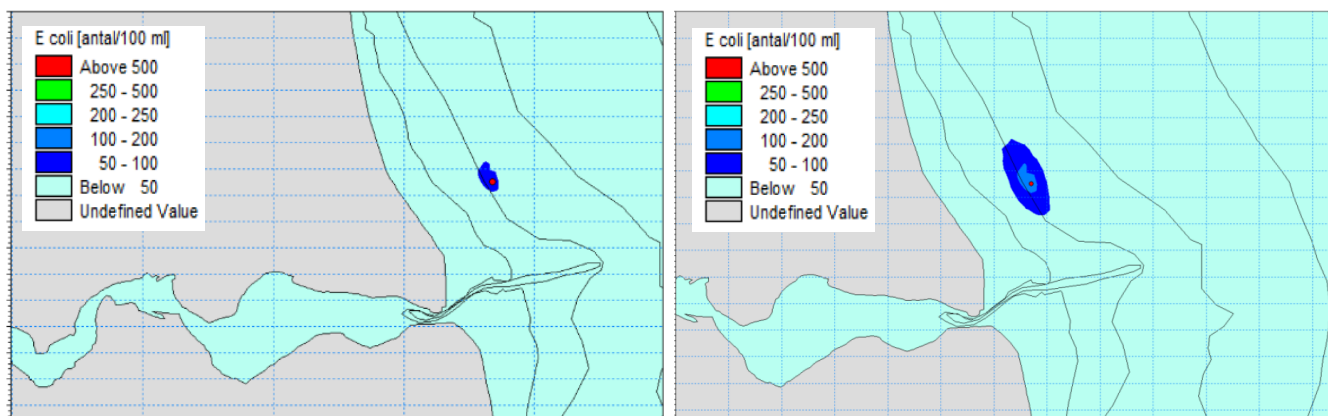 E coli [antal/100 ml]
Above 500
250 - 500
200 - 250
100 - 200
50 - 100
Below 50
Undefined Value
E coli [antal/100 ml]
Above 500
250 - 500
200 - 250
100 - 200
50 - 100
Below 50
Undefined Value